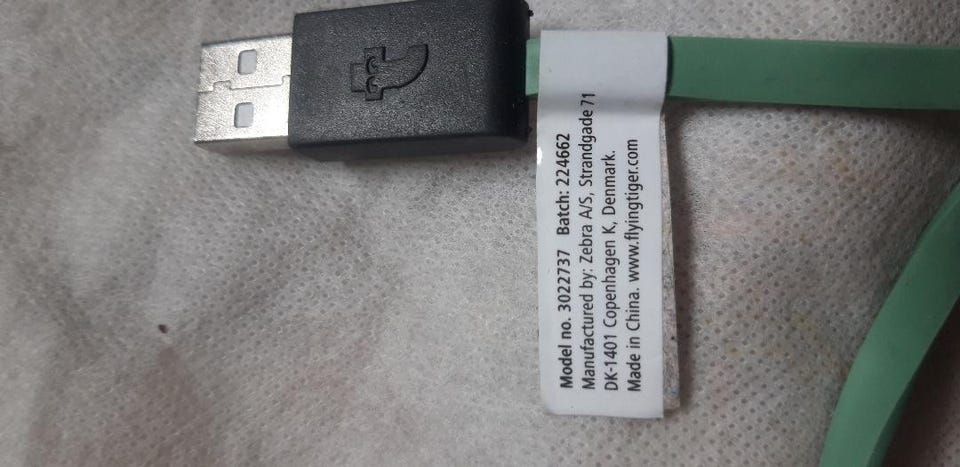 Model no. 3022737 Batch: 224662
Manufactured by: Zebra A/S, Strandgade 71
DK-1401 Copenhagen K, Denmark.
Made in China. www.flyingtiger.com